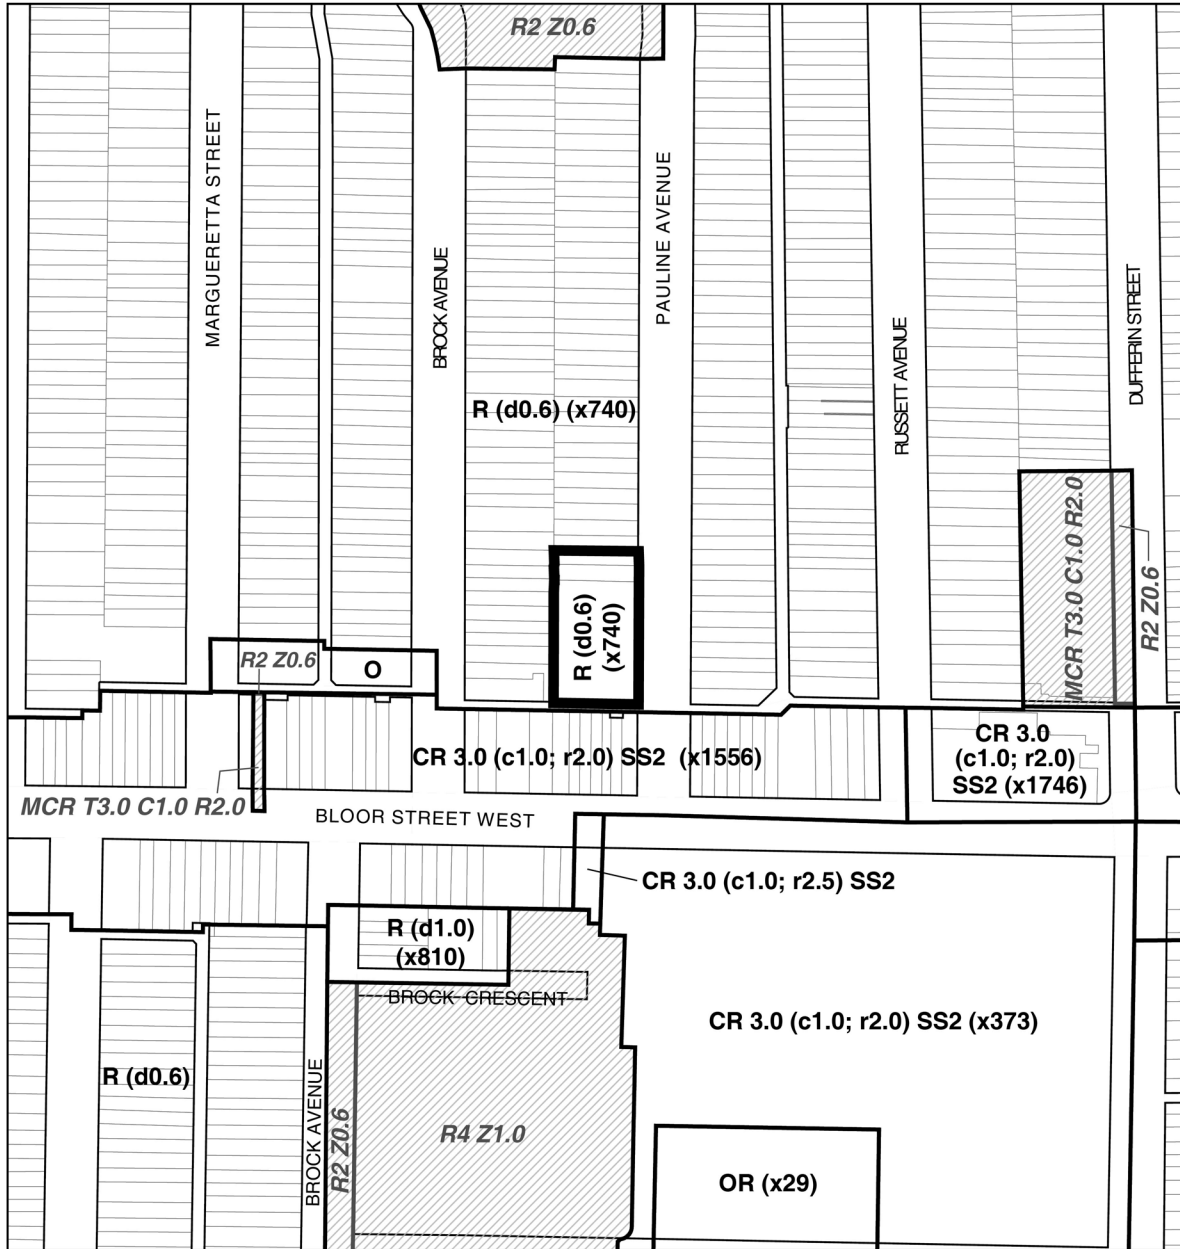 R2 Z0.6
MARGUERETTA STREET
BROCK AVENUE
PAULINE AVENUE
RUSSETT AVENUE
DUFFERIN STREET
R (d0.6) (x740)
MCR T3.0 C1.0 R2.0
R2 Z0.6
R (d0.6)
(x740)
R2 Z0.6
O
CR 3.0 (c1.0; r2.0) SS2 (x1556)
CR 3.0
(c1.0; r2.0)
SS2 (x1746)
MCR T3.0 C1.0 R2.0
BLOOR STREET WEST
CR 3.0 (c1.0; r2.5) SS2
R (d1.0)
(x810)
BROCK CRESCENT
CR 3.0 (c1.0; r2.0) SS2 (x373)
R (d0.6)
BROCK AVENUE
R2 Z0.6
R4 Z1.0
OR (x29)